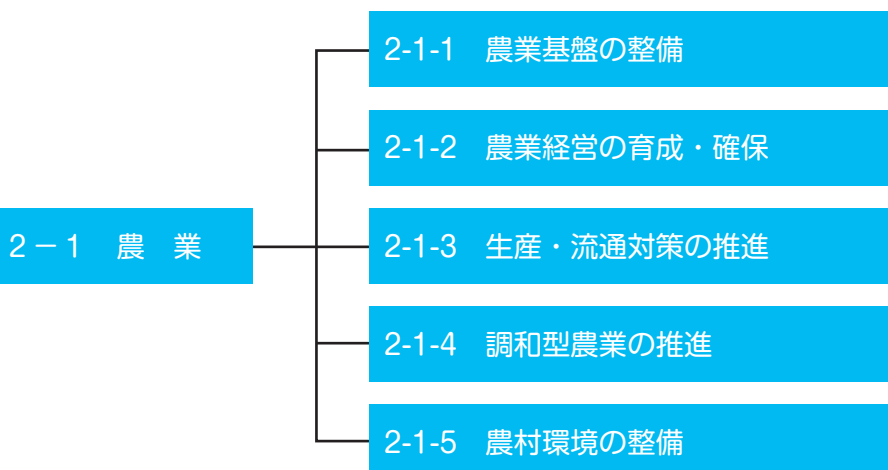 2-1-1 農業基盤の整備
2-1-2 農業経営の育成・確保
2－1 農 業
2-1-3 生産・流通対策の推進
2-1-4 調和型農業の推進
2-1-5 農村環境の整備